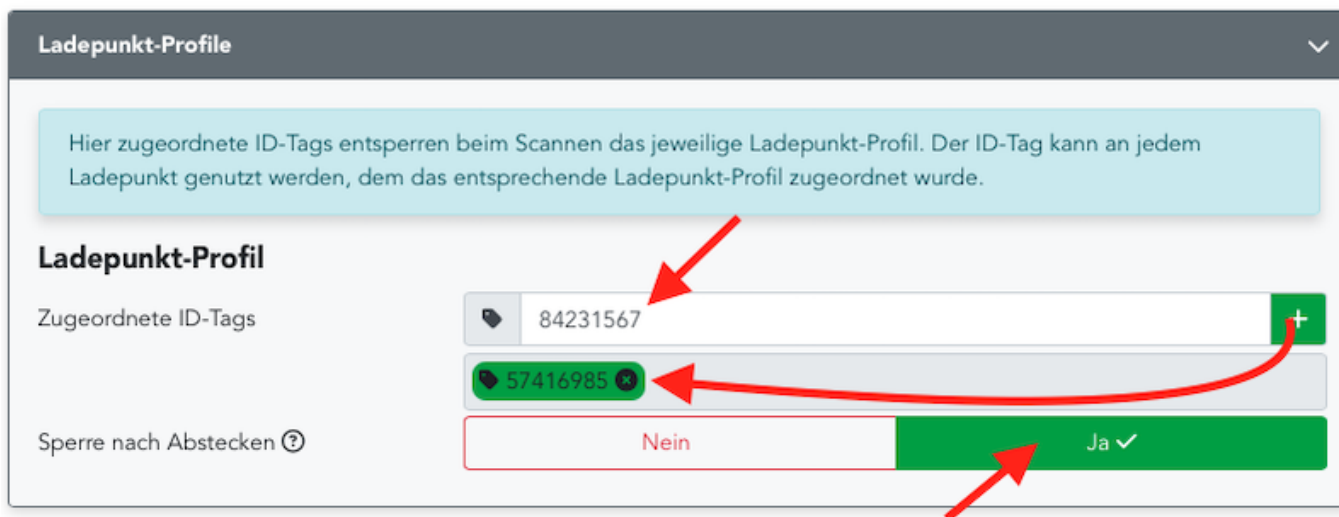 Ladepunkt-Profile
Hier zugeordnete ID-Tags entsperren beim Scannen das jeweilige Ladepunkt-Profil. Der ID-Tag kann an jedem
Ladepunkt genutzt werden, dem das entsprechende Ladepunkt-Profil zugeordnet wurde.
Ladepunkt-Profil
Zugeordnete ID-Tags
84231567
57416985
Sperre nach Abstecken
Nein
Ja